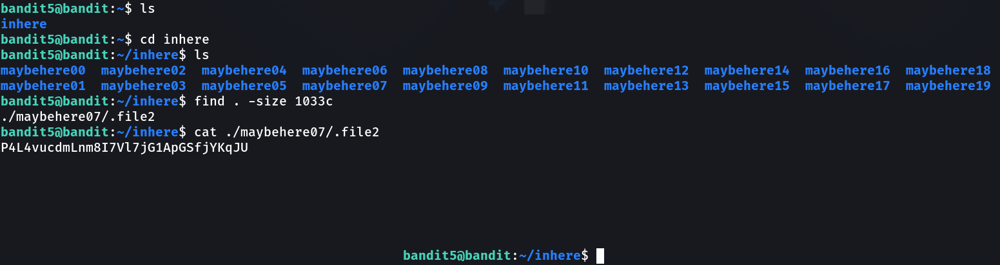 bandit5@bandit:~$ ls
inhere
bandit5@bandit:~$ cd inhere
bandit5@bandit:~/inhere$ ls
maybehere00  maybehere02  maybehere04  maybehere06  maybehere08  maybehere10  maybehere12  maybehere14  maybehere16  maybehere18
maybehere01  maybehere03  maybehere05  maybehere07  maybehere09  maybehere11  maybehere13  maybehere15  maybehere17  maybehere19
bandit5@bandit:~/inhere$ find . -size 1033c
./maybehere07/.file2
bandit5@bandit:~/inhere$ cat ./maybehere07/.file2
P4L4vucdmLnm8I7Vl7jG1ApGSfjYKqJU
bandit5@bandit:~/inhere$